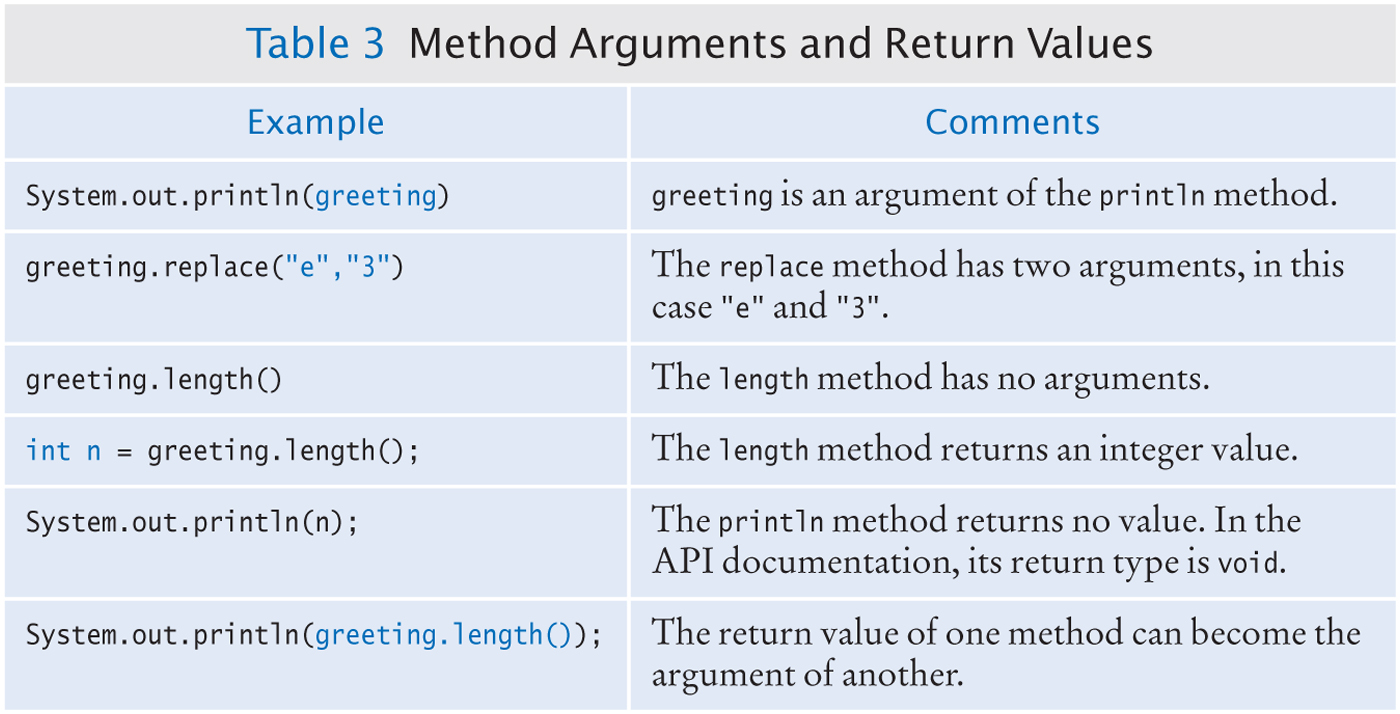 Table 3 Method Arguments and Return Values
Example
Comments
System.out.println(greeting)
greeting is an argument of the println method.
greeting.replace("e","3")
The replace method has two arguments, in this
case "e" and "3".
greeting.length()
The length method has no arguments.
int n = greeting.length();
The length method returns an integer value.
System.out.println(n);
The println method returns no value. In the
API documentation, its return type is void.
System.out.println(greeting.length());
The return value of one method can become the
argument of another.